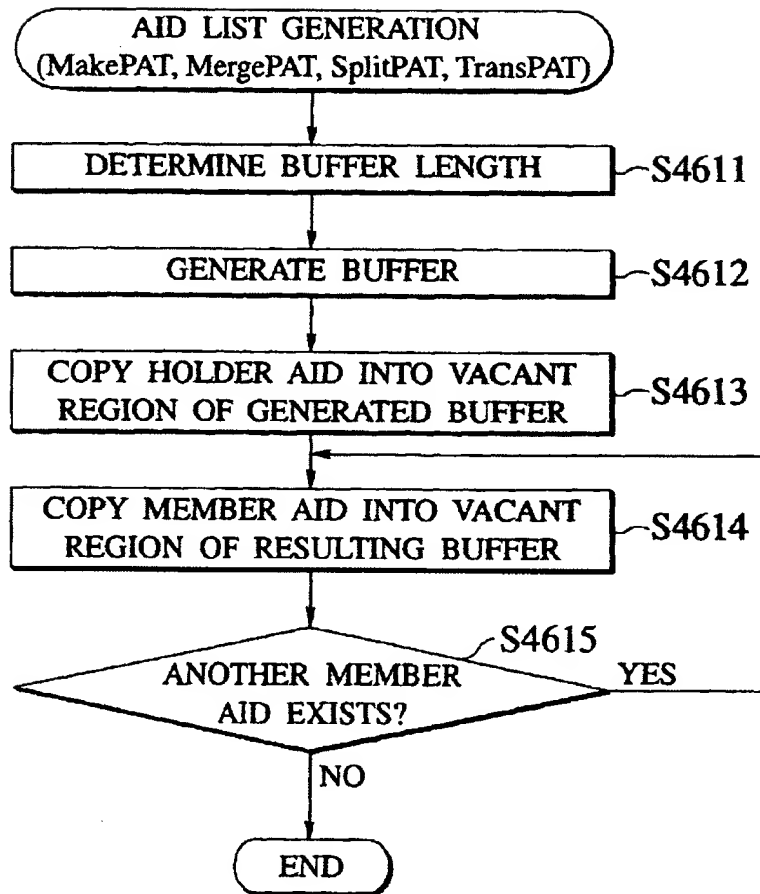 AID LIST GENERATION
(MakePAT, MergePAT, SplitPAT, TransPAT)
DETERMINE BUFFER LENGTH
S4611
GENERATE BUFFER
S4612
COPY HOLDER AID INTO VACANT
REGION OF GENERATED BUFFER
S4613
COPY MEMBER AID INTO VACANT
REGION OF RESULTING BUFFER
S4614
S4615
ANOTHER MEMBER
AID EXISTS?
YES
NO
END